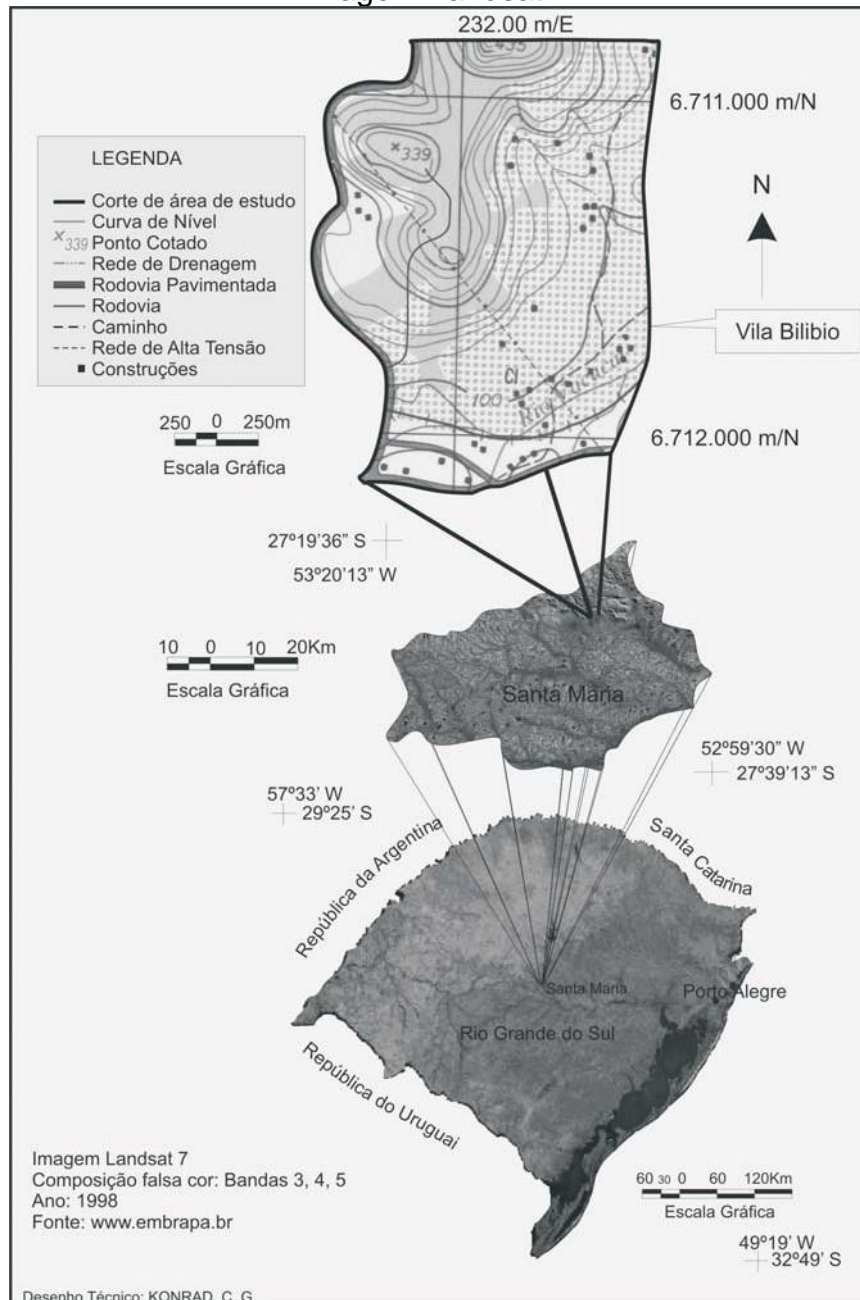 232.00 m/E
6.711.000 m/N
339
LEGENDA
Corte de área de estudo
Curva de Nível
339 Ponto Cotado
Rede de Drenagem
Rodovia Pavimentada
Rodovia
Caminho
Rede de Alta Tensão
Construções
N
Vila Bilibio
100
6.712.000 m/N
250 0 250m
Escala Gráfica
27º19'36” S
53º20'13” W
10 0 10 20Km
Escala Gráfica
Santa Maria
52º59'30” W
27º39'13” S
57º33' W
29º25' S
República da Argentina
Santa Catarina
Santa Maria
Porto Alegre
Rio Grande do Sul
República do Uruguai
Imagem Landsat 7
Composição falsa cor: Bandas 3, 4, 5
Ano: 1998
Fonte: www.embrapa.br
60 30 0 60 120Km
Escala Gráfica
49º19' W
32º49' S
Desenho Técnico: KONRAD, C. G.